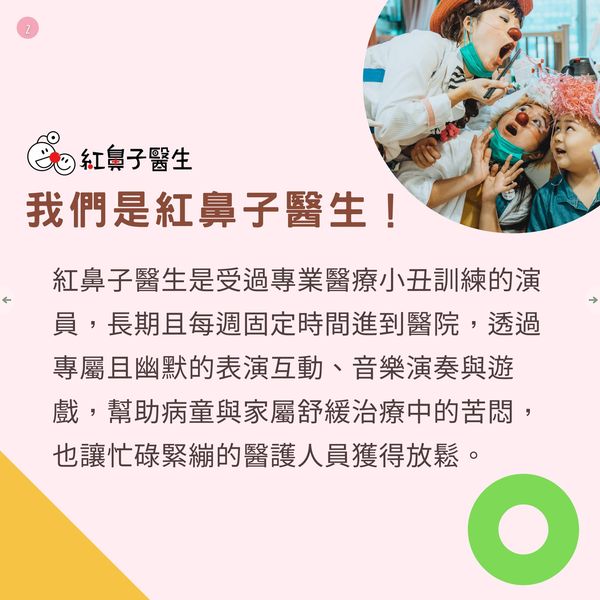 2
紅鼻子醫生
我們是紅鼻子醫生！
紅鼻子醫生是受過專業醫療小丑訓練的演
員，長期且每週固定時間進到醫院，透過
專屬且幽默的表演互動、音樂演奏與遊
戲，幫助病童與家屬舒緩治療中的苦悶，
也讓忙碌緊繃的醫護人員獲得放鬆。